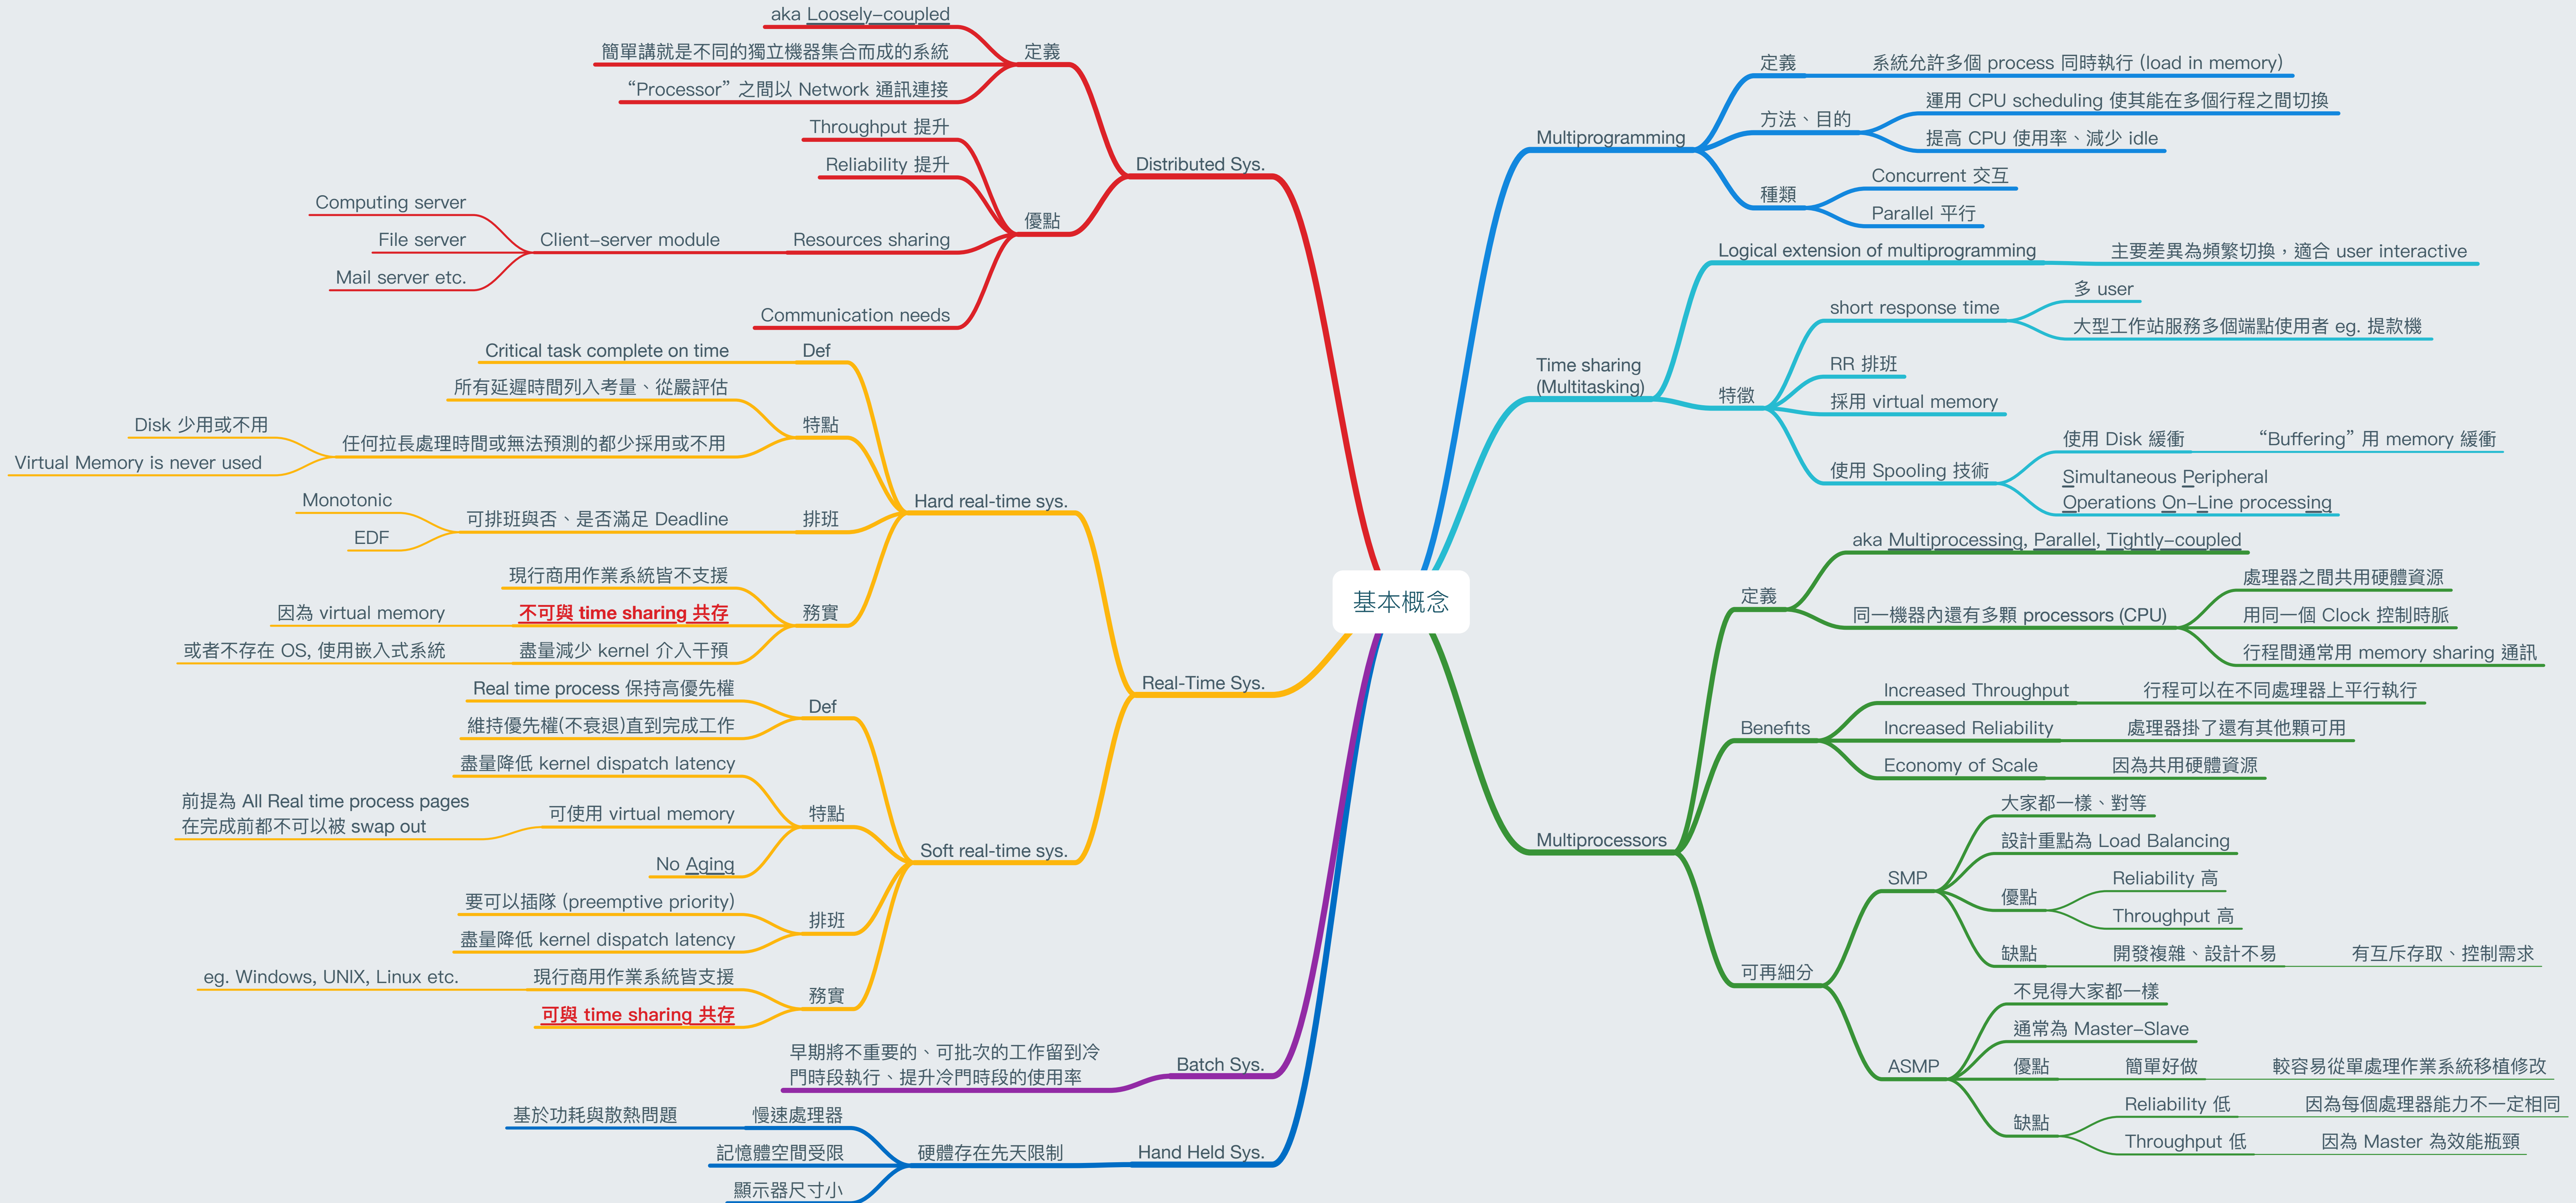 基本概念
Multiprogramming
定義
系統允許多個 process 同時執行 (load in memory)
方法、目的
運用 CPU scheduling 使其能在多個行程之間切換
提高 CPU 使用率、減少 idle
種類
Concurrent 交互
Parallel 平行
Time sharing
(Multitasking)
Logical extension of multiprogramming
主要差異為頻繁切換，適合 user interactive
特徵
short response time
多 user
大型工作站服務多個端點使用者 eg. 提款機
RR 排班
採用 virtual memory
使用 Spooling 技術
使用 Disk 緩衝
“Buffering” 用 memory 緩衝
Simultaneous Peripheral
Operations On-Line processing
Multiprocessors
定義
aka Multiprocessing, Parallel, Tightly-coupled
同一機器內還有多顆 processors (CPU)
處理器之間共用硬體資源
用同一個 Clock 控制時脈
行程間通常用 memory sharing 通訊
Benefits
Increased Throughput
行程可以在不同處理器上平行執行
Increased Reliability
處理器掛了還有其他顆可用
Economy of Scale
因為共用硬體資源
可再細分
SMP
大家都一樣、對等
設計重點為 Load Balancing
優點
Reliability 高
Throughput 高
缺點
開發複雜、設計不易
有互斥存取、控制需求
ASMP
不見得大家都一樣
通常為 Master-Slave
優點
簡單好做
較容易從單處理作業系統移植修改
缺點
Reliability 低
因為每個處理器能力不一定相同
Throughput 低
因為 Master 為效能瓶頸
Distributed Sys.
定義
aka Loosely-coupled
簡單講就是不同的獨立機器集合而成的系統
“Processor” 之間以 Network 通訊連接
優點
Throughput 提升
Reliability 提升
Resources sharing
Client-server module
Computing server
File server
Mail server etc.
Communication needs
Real-Time Sys.
Hard real-time sys.
Def
Critical task complete on time
特點
所有延遲時間列入考量、從嚴評估
任何拉長處理時間或無法預測的都少採用或不用
Disk 少用或不用
Virtual Memory is never used
排班
可排班與否、是否滿足 Deadline
Monotonic
EDF
務實
現行商用作業系統皆不支援
不可與 time sharing 共存
因為 virtual memory
盡量減少 kernel 介入干預
或者不存在 OS, 使用嵌入式系統
Soft real-time sys.
Def
Real time process 保持高優先權
維持優先權(不衰退)直到完成工作
特點
盡量降低 kernel dispatch latency
可使用 virtual memory
前提為 All Real time process pages
在完成前都不可以被 swap out
No Aging
排班
要可以插隊 (preemptive priority)
盡量降低 kernel dispatch latency
務實
現行商用作業系統皆支援
eg. Windows, UNIX, Linux etc.
可與 time sharing 共存
Batch Sys.
早期將不重要的、可批次的工作留到冷
門時段執行、提升冷門時段的使用率
Hand Held Sys.
硬體存在先天限制
慢速處理器
基於功耗與散熱問題
記憶體空間受限
顯示器尺寸小